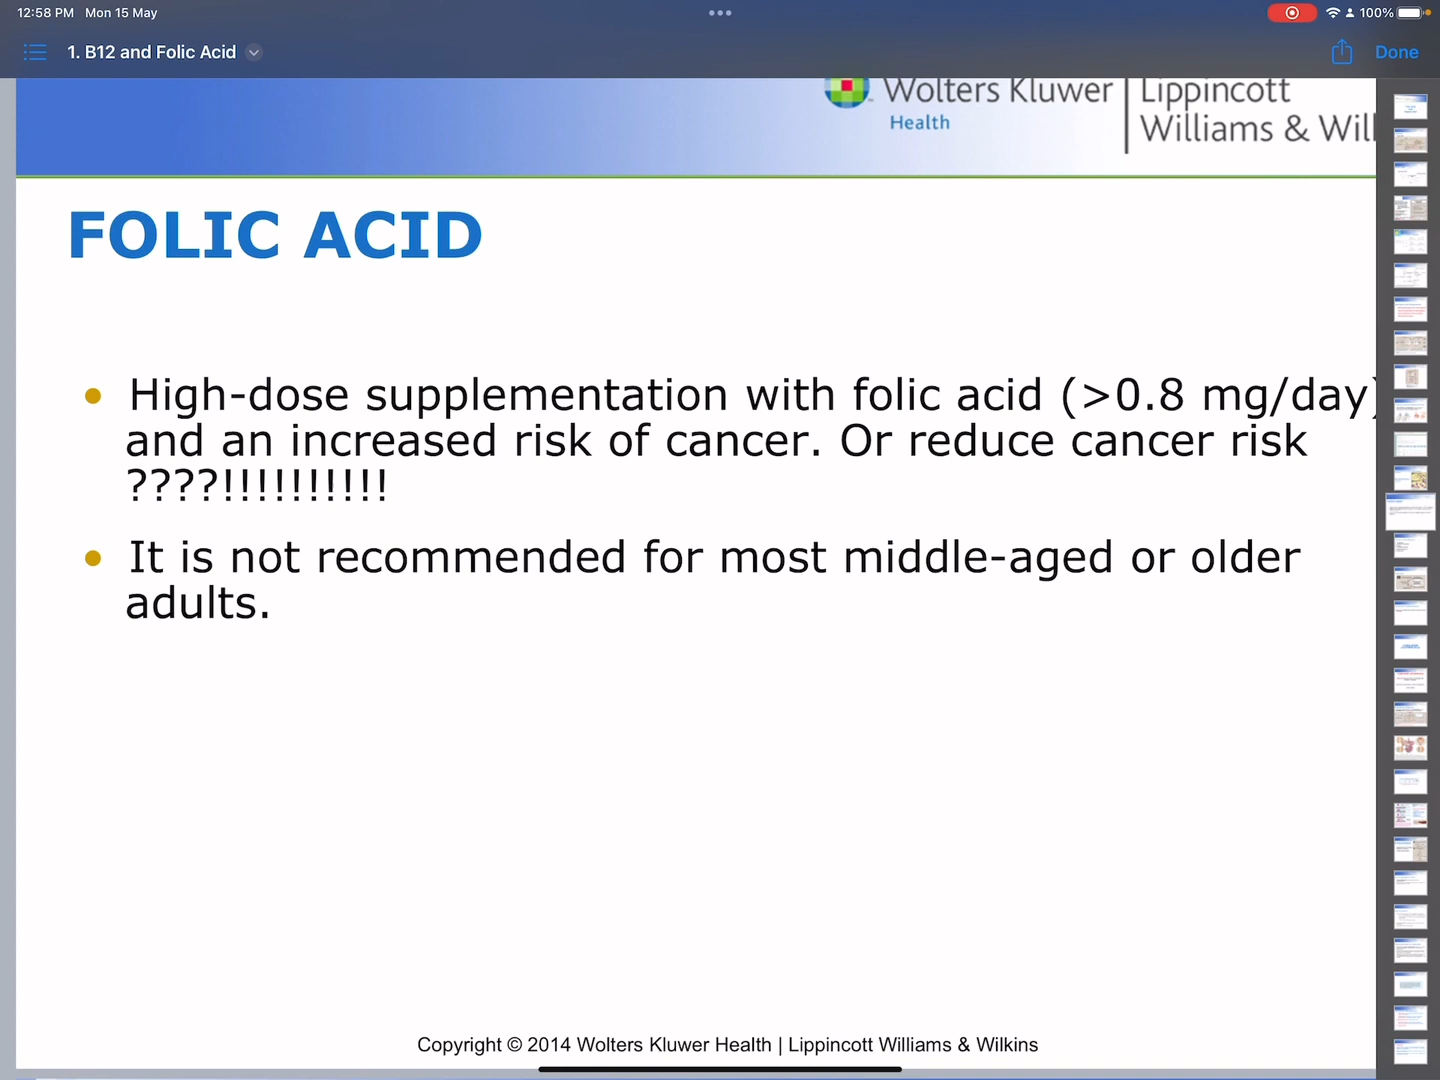 12:58 PM Mon 15 May
100%
1. B12 and Folic Acid
Done
Wolters Kluwer
Health
Lippincott
Williams & Wil
FOLIC ACID
• High-dose supplementation with folic acid (>0.8 mg/day)
and an increased risk of cancer. Or reduce cancer risk
????!!!!!!!!!!
• It is not recommended for most middle-aged or older
adults.
Copyright © 2014 Wolters Kluwer Health | Lippincott Williams & Wilkins